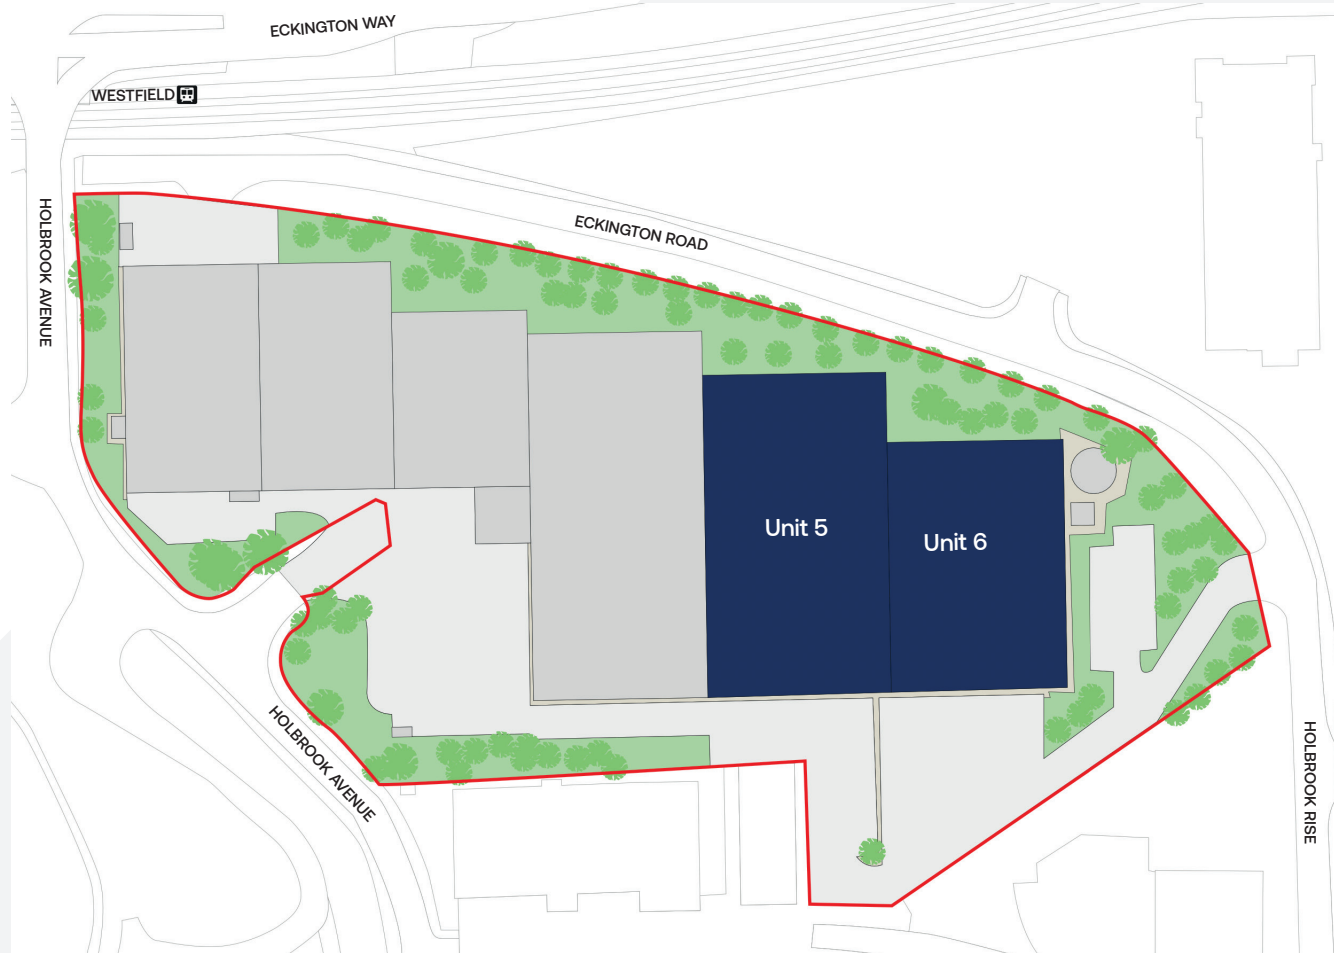 ECKINGTON WAY
WESTFIELD
HOLBROOK AVENUE
ECKINGTON ROAD
Unit 5
Unit 6
HOLBROOK AVENUE
HOLBROOK RISE